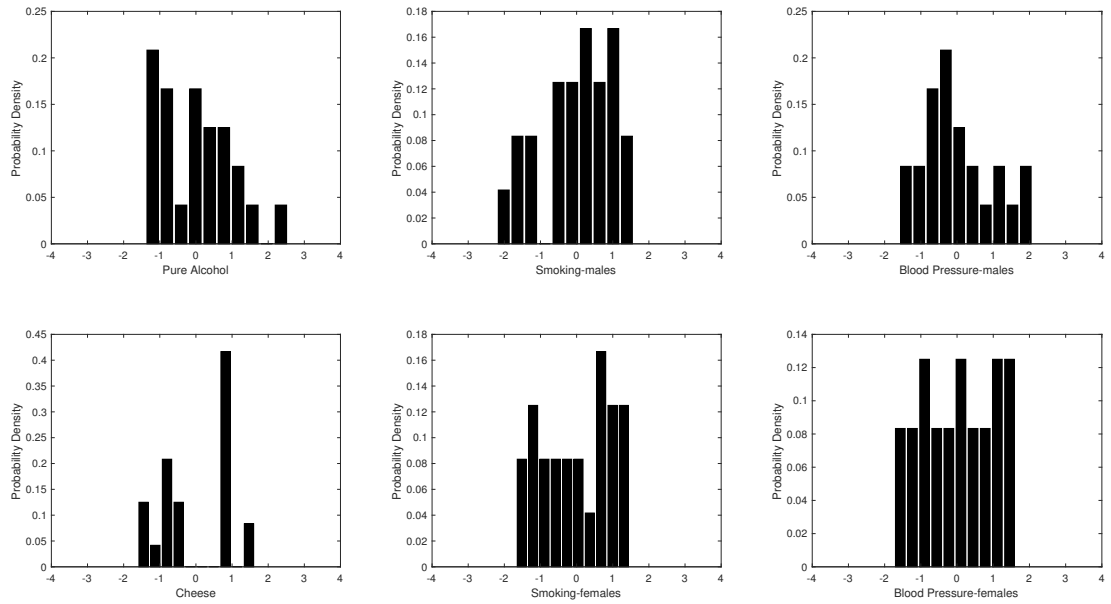 0.25
0.2
0.15
0.1
0.05
0
Probability Density
-4 -3 -2 -1 0 1 2 3 4
Pure Alcohol
0.18
0.16
0.14
0.12
0.1
0.08
0.06
0.04
0.02
0
Probability Density
-4 -3 -2 -1 0 1 2 3 4
Smoking-males
0.25
0.2
0.15
0.1
0.05
0
Probability Density
-4 -3 -2 -1 0 1 2 3 4
Blood Pressure-males
0.45
0.4
0.35
0.3
0.25
0.2
0.15
0.1
0.05
0
Probability Density
-4 -3 -2 -1 0 1 2 3 4
Cheese
0.18
0.16
0.14
0.12
0.1
0.08
0.06
0.04
0.02
0
Probability Density
-4 -3 -2 -1 0 1 2 3 4
Smoking-females
0.14
0.12
0.1
0.08
0.06
0.04
0.02
0
Probability Density
-4 -3 -2 -1 0 1 2 3 4
Blood Pressure-females